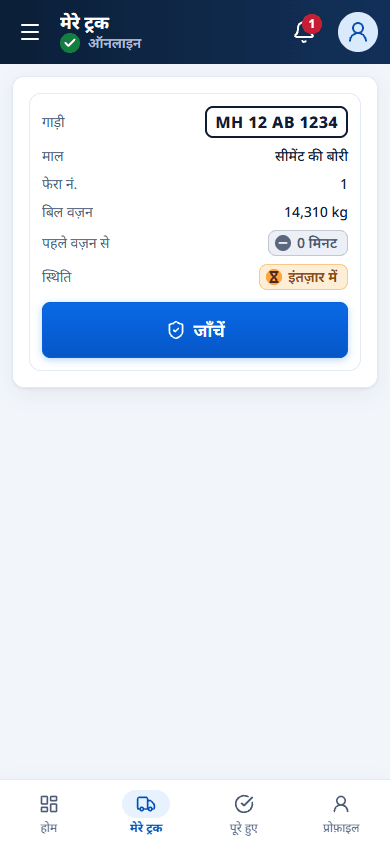 मेरे ट्रक
ऑनलाइन
1
गाड़ी MH 12 AB 1234
माल सीमेंट की बोरी
फेरा नं. 1
बिल वज़न 14,310 kg
पहले वज़न से 0 मिनट
स्थिति इंतज़ार में
जाँचें
होम मेरे ट्रक पूरे हुए प्रोफ़ाइल